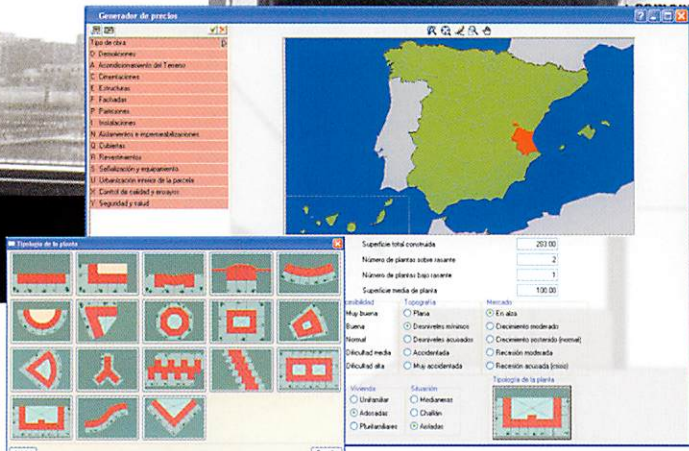 Generador de precios
Tipo de obra
D Demoliciones
A Acondicionamiento del Terreno
C Cimentaciones
E Estructuras
F Fachadas
P Particiones
I Instalaciones
N Aislamientos e impermeabilizaciones
Q Cubiertas
R Revestimientos
S Señalización y equipamiento
U Urbanización interior de la parcela
X Control de calidad y ensayos
Y Seguridad y salud
Superficie total construida 203.00
Número de plantas sobre rasante 2
Número de plantas bajo rasante 1
Superficie media de planta 100.00
Topografía
Plana
Desniveles mínimos
Desniveles acusados
Accidentada
Muy accidentada
Mercado
En alza
Crecimiento moderado
Crecimiento sostenido (normal)
Recesión moderada
Recesión acusada (crisis)
Muy buena
Buena
Normal
Dificultad media
Dificultad alta
Vivienda
Unifamiliar
Adosadas
Plurifamiliares
Situación
Medianeras
Chaflán
Aisladas
Tipología de la planta
Tipología de la planta